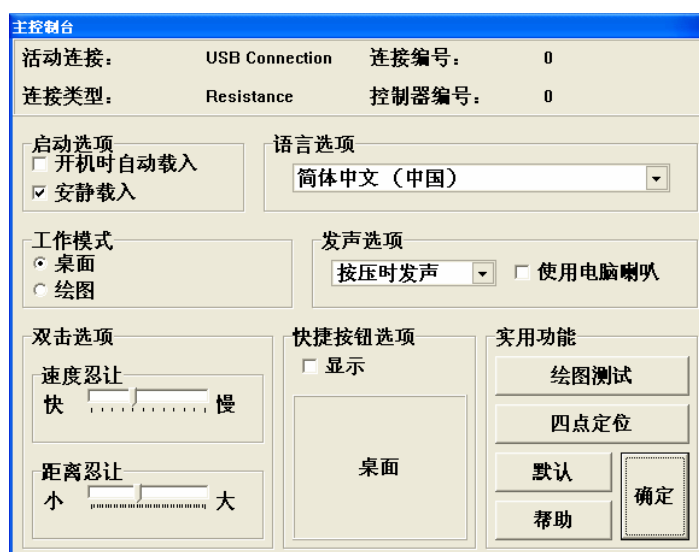 主控制台
活动连接： USB Connection 连接编号： 0
连接类型： Resistance 控制器编号： 0
启动选项
开机时自动载入
安静载入
语言选项
简体中文（中国）
工作模式
桌面
绘图
发声选项
按压时发声 使用电脑喇叭
双击选项
速度忍让
快 慢
距离忍让
小 大
快捷按钮选项
显示
桌面
实用功能
绘图测试
四点定位
默认
帮助
确定